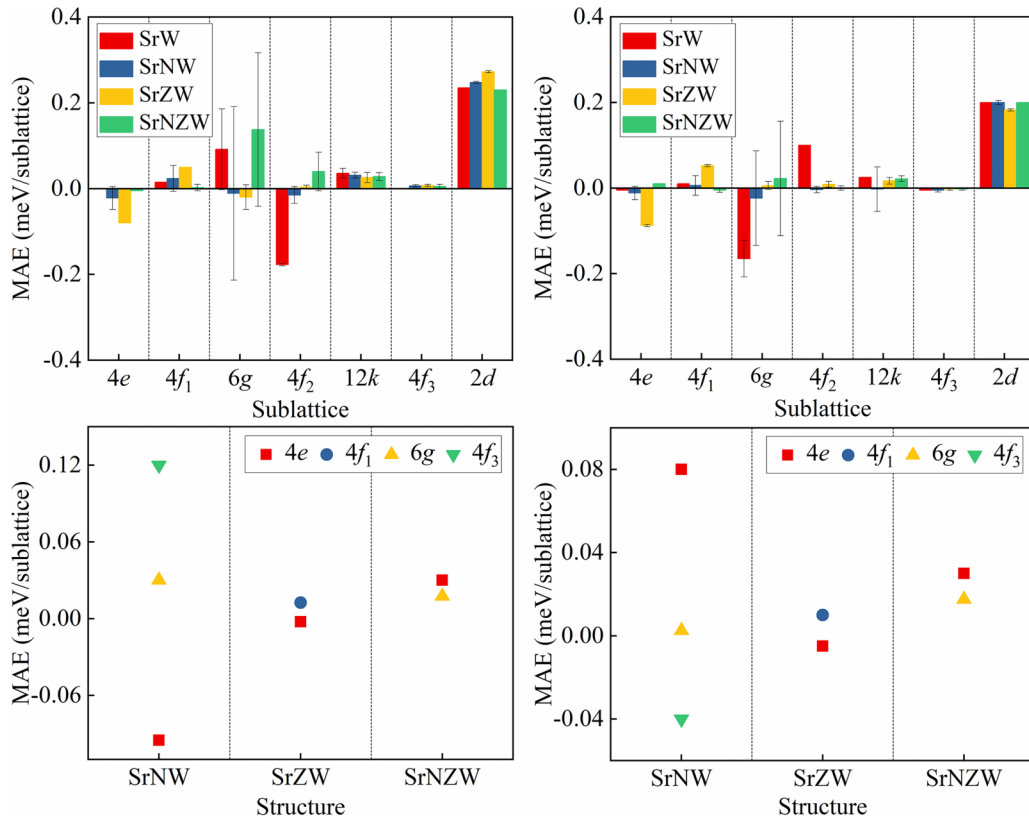 0.4
0.2
0.0
-0.2
-0.4
MAE (meV/sublattice)
SrW
SrNW
SrZW
SrNZW
4e 4f1 6g 4f2 12k 4f3 2d
Sublattice
0.4
0.2
0.0
-0.2
-0.4
MAE (meV/sublattice)
SrW
SrNW
SrZW
SrNZW
4e 4f1 6g 4f2 12k 4f3 2d
Sublattice
0.12
0.06
0.00
-0.06
MAE (meV/sublattice)
4e 4f1 6g 4f3
SrNW SrZW SrNZW
Structure
0.08
0.04
0.00
-0.04
MAE (meV/sublattice)
4e 4f1 6g 4f3
SrNW SrZW SrNZW
Structure